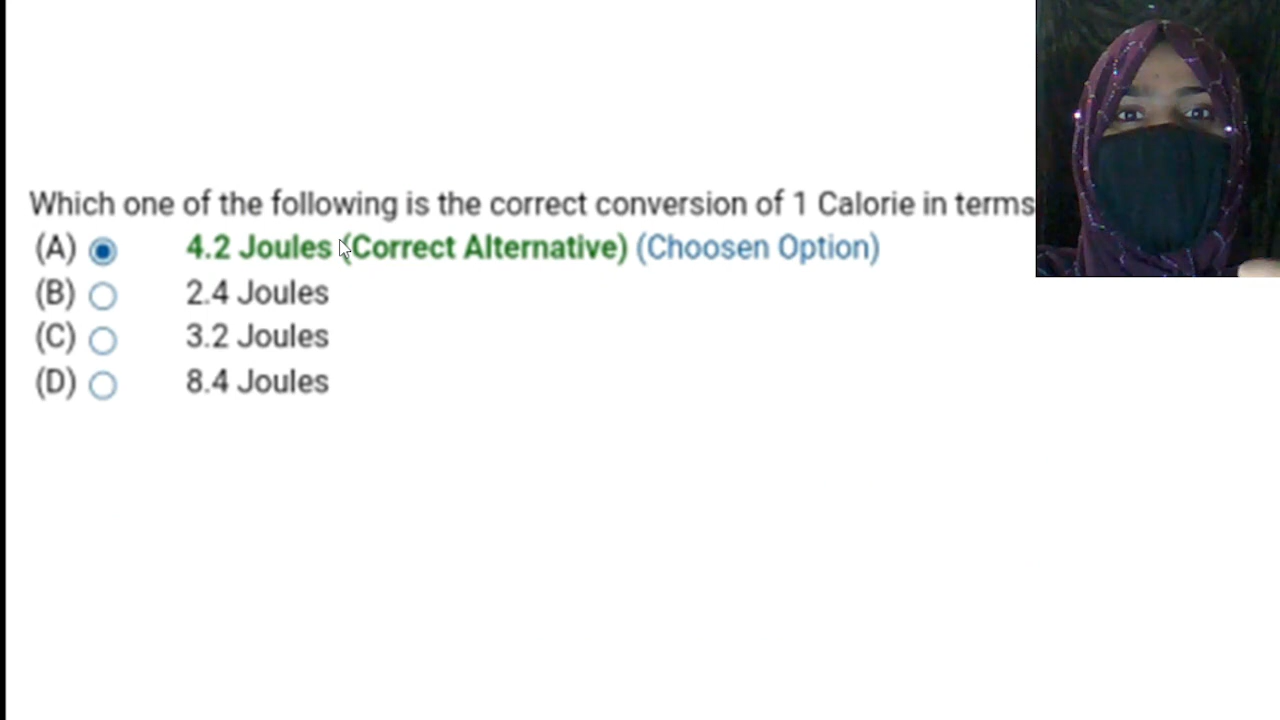 Which one of the following is the correct conversion of 1 Calorie in terms
(A) 4.2 Joules (Correct Alternative) (Choosen Option)
(B) 2.4 Joules
(C) 3.2 Joules
(D) 8.4 Joules